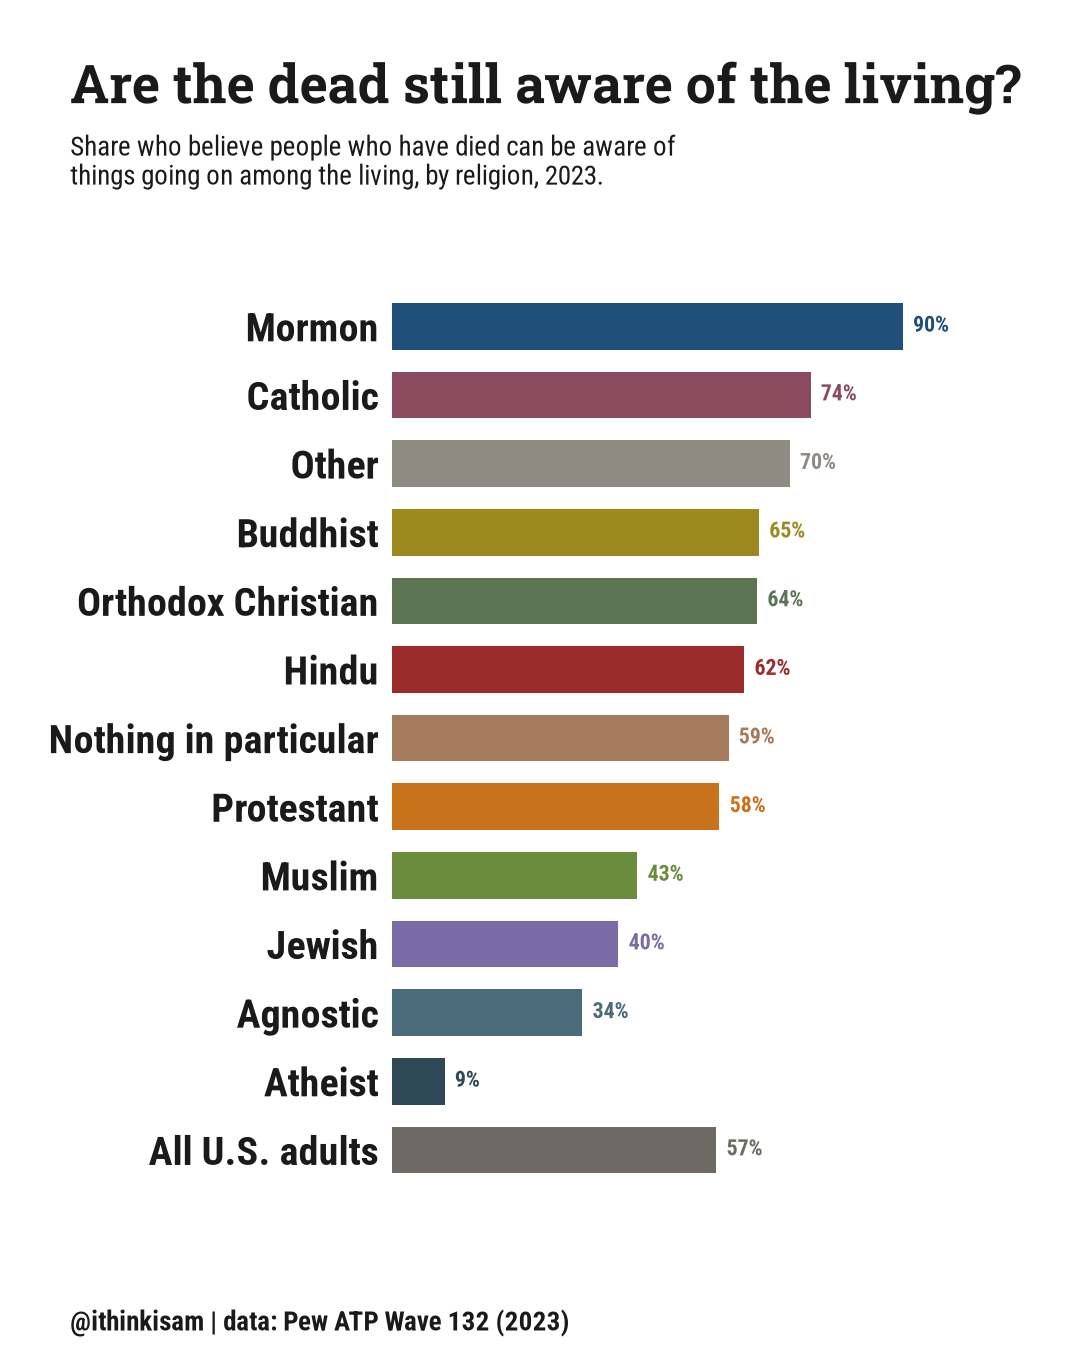 Are the dead still aware of the living?
Share who believe people who have died can be aware of
things going on among the living, by religion, 2023.
Mormon 90%
Catholic 74%
Other 70%
Buddhist 65%
Orthodox Christian 64%
Hindu 62%
Nothing in particular 59%
Protestant 58%
Muslim 43%
Jewish 40%
Agnostic 34%
Atheist 9%
All U.S. adults 57%
@ithinkisam | data: Pew ATP Wave 132 (2023)